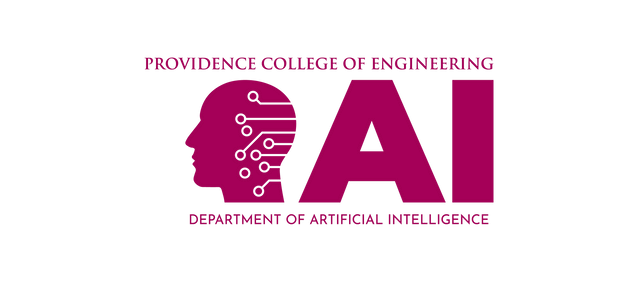 PROVIDENCE COLLEGE OF ENGINEERING
AI
DEPARTMENT OF ARTIFICIAL INTELLIGENCE